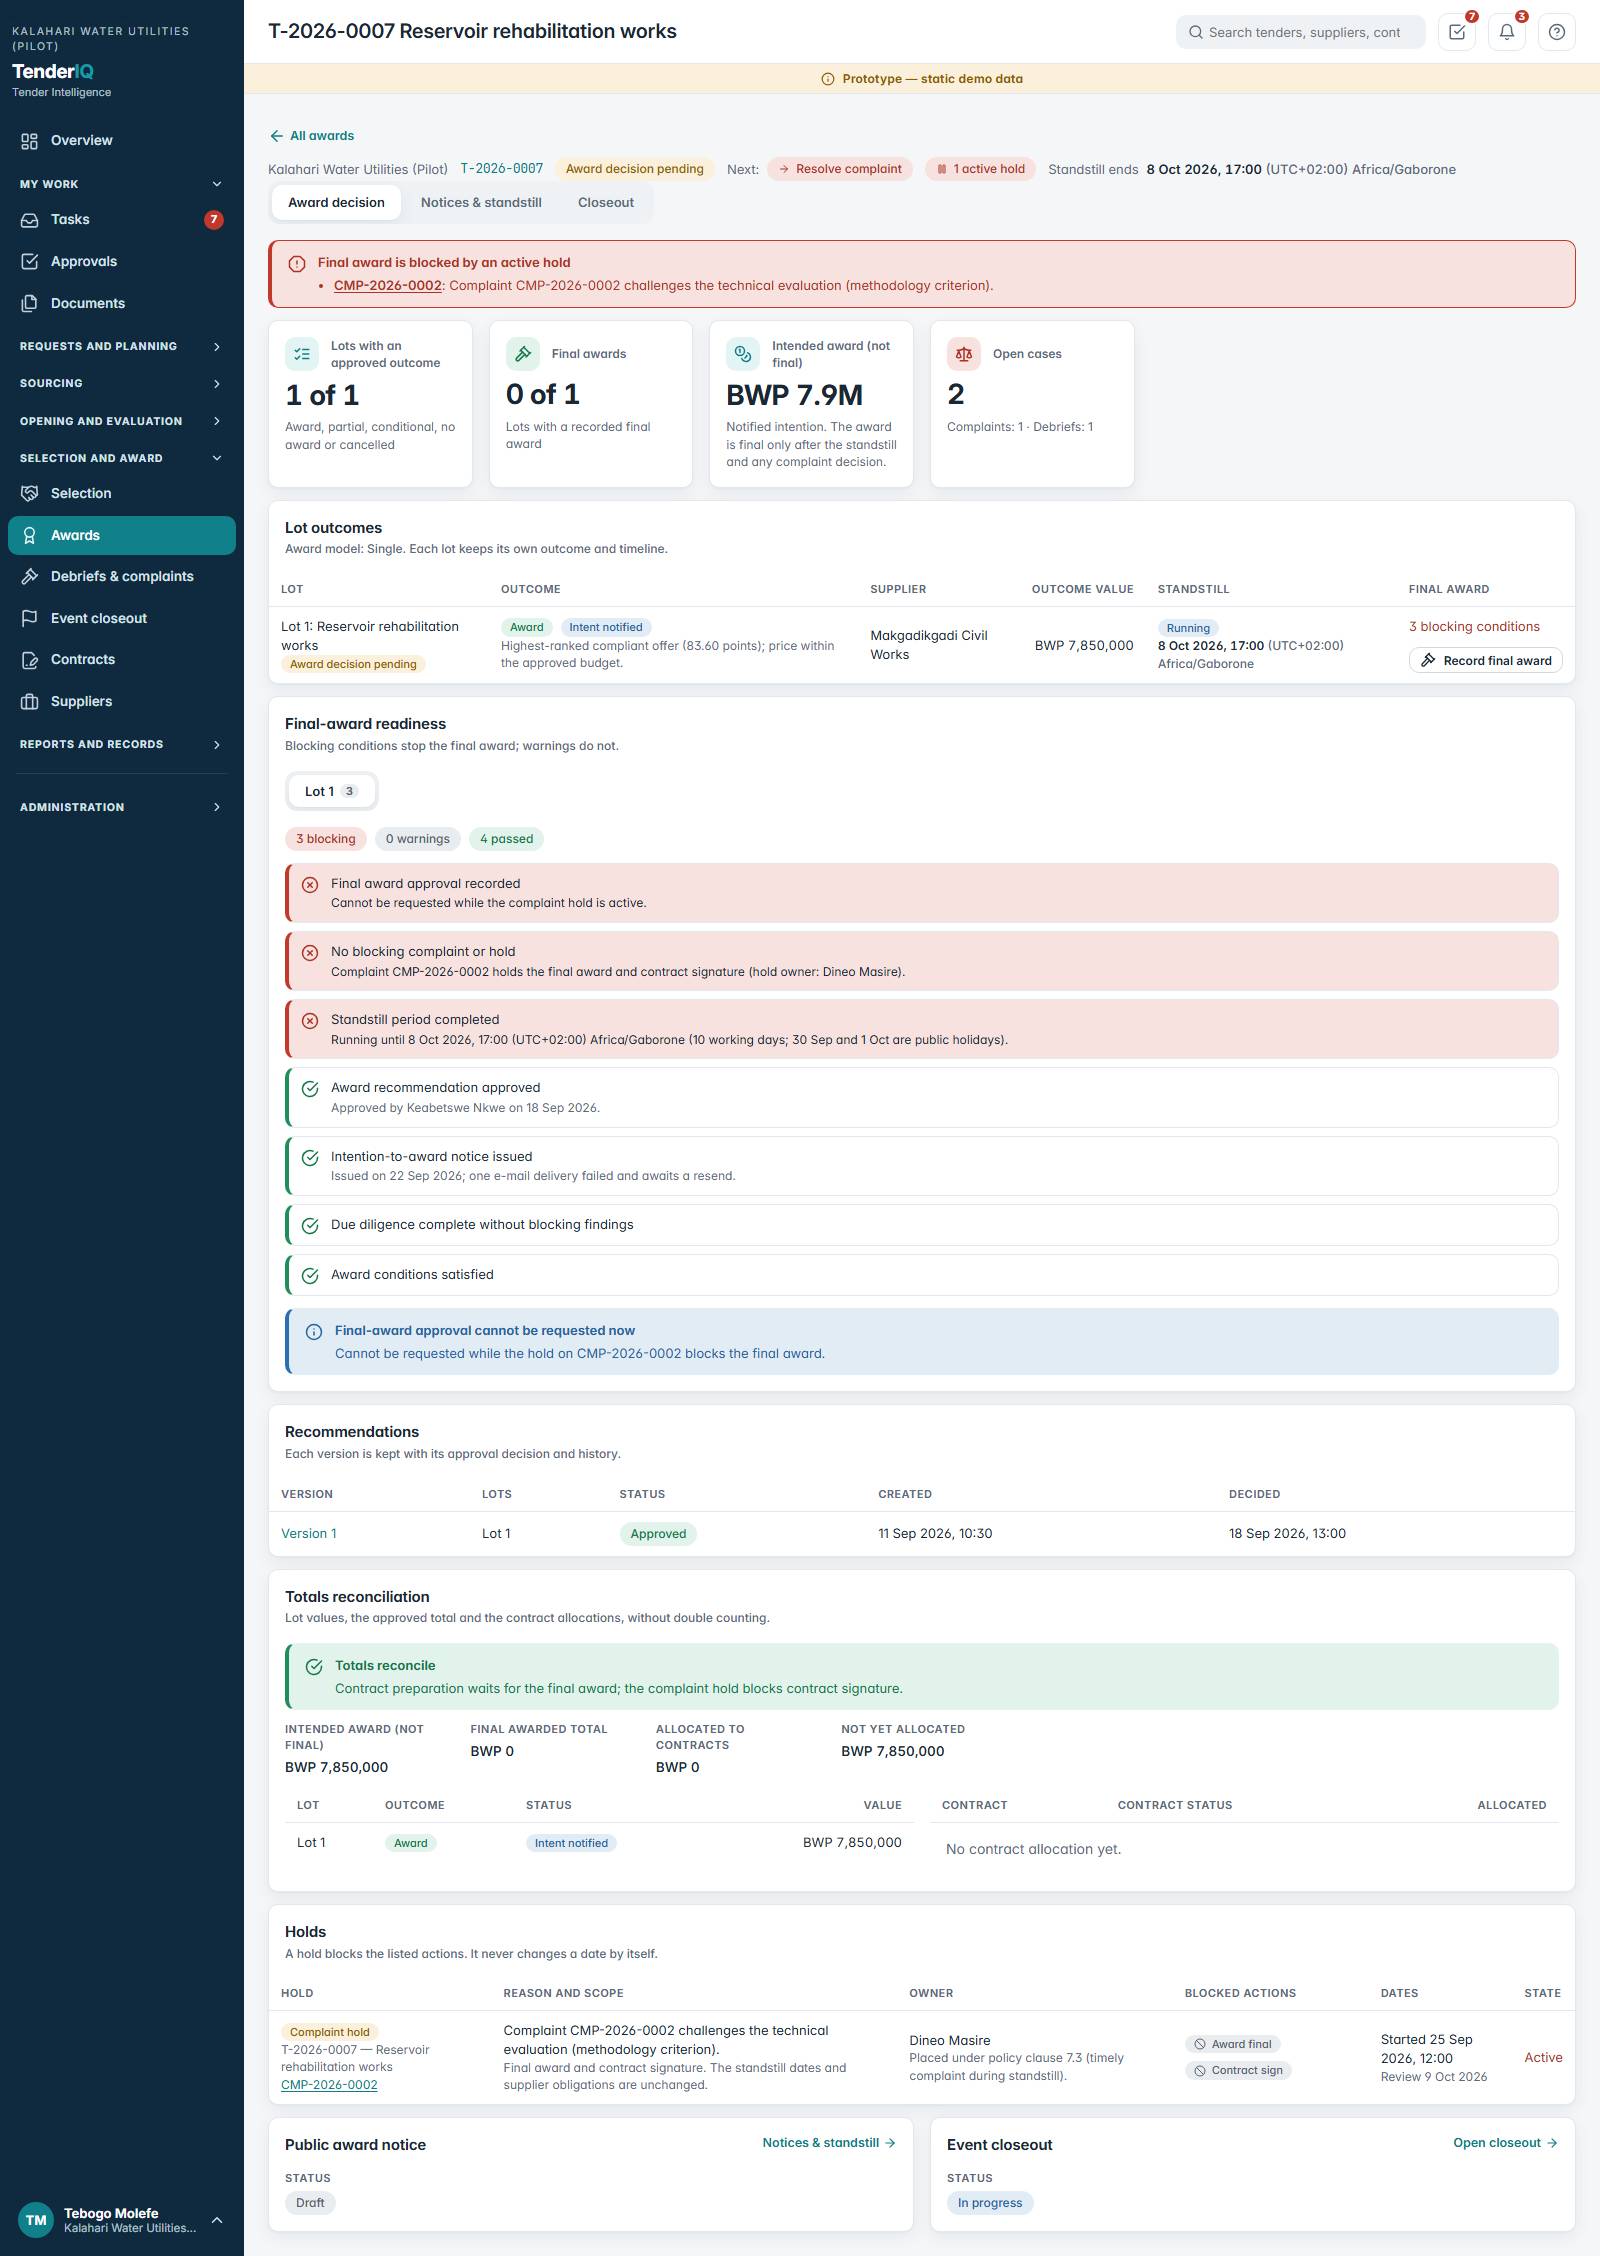 KALAHARI WATER UTILITIES
(PILOT)
TenderIQ
Tender Intelligence
Overview
MY WORK
Tasks
7
Approvals
Documents
REQUESTS AND PLANNING
SOURCING
OPENING AND EVALUATION
SELECTION AND AWARD
Selection
Awards
Debriefs & complaints
Event closeout
Contracts
Suppliers
REPORTS AND RECORDS
ADMINISTRATION
TM
Tebogo Molefe
Kalahari Water Utilities...
T-2026-0007 Reservoir rehabilitation works
Search tenders, suppliers, cont
7
3
Prototype — static demo data
All awards
Kalahari Water Utilities (Pilot) T-2026-0007 Award decision pending Next: Resolve complaint 1 active hold Standstill ends 8 Oct 2026, 17:00 (UTC+02:00) Africa/Gaborone
Award decision Notices & standstill Closeout
Final award is blocked by an active hold
• CMP-2026-0002: Complaint CMP-2026-0002 challenges the technical evaluation (methodology criterion).
Lots with an
approved outcome
1 of 1
Award, partial, conditional, no
award or cancelled
Final awards
0 of 1
Lots with a recorded final
award
Intended award (not
final)
BWP 7.9M
Notified intention. The award
is final only after the standstill
and any complaint decision.
Open cases
2
Complaints: 1 · Debriefs: 1
Lot outcomes
Award model: Single. Each lot keeps its own outcome and timeline.
LOT OUTCOME SUPPLIER OUTCOME VALUE STANDSTILL FINAL AWARD
Lot 1: Reservoir rehabilitation
works
Award decision pending
Award Intent notified
Highest-ranked compliant offer (83.60 points); price within
the approved budget.
Makgadikgadi Civil
Works
BWP 7,850,000
Running
8 Oct 2026, 17:00 (UTC+02:00)
Africa/Gaborone
3 blocking conditions
Record final award
Final-award readiness
Blocking conditions stop the final award; warnings do not.
Lot 1 3
3 blocking 0 warnings 4 passed
Final award approval recorded
Cannot be requested while the complaint hold is active.
No blocking complaint or hold
Complaint CMP-2026-0002 holds the final award and contract signature (hold owner: Dineo Masire).
Standstill period completed
Running until 8 Oct 2026, 17:00 (UTC+02:00) Africa/Gaborone (10 working days; 30 Sep and 1 Oct are public holidays).
Award recommendation approved
Approved by Keabetswe Nkwe on 18 Sep 2026.
Intention-to-award notice issued
Issued on 22 Sep 2026; one e-mail delivery failed and awaits a resend.
Due diligence complete without blocking findings
Award conditions satisfied
Final-award approval cannot be requested now
Cannot be requested while the hold on CMP-2026-0002 blocks the final award.
Recommendations
Each version is kept with its approval decision and history.
VERSION LOTS STATUS CREATED DECIDED
Version 1 Lot 1 Approved 11 Sep 2026, 10:30 18 Sep 2026, 13:00
Totals reconciliation
Lot values, the approved total and the contract allocations, without double counting.
Totals reconcile
Contract preparation waits for the final award; the complaint hold blocks contract signature.
INTENDED AWARD (NOT
FINAL)
BWP 7,850,000
FINAL AWARDED TOTAL
BWP 0
ALLOCATED TO
CONTRACTS
BWP 0
NOT YET ALLOCATED
BWP 7,850,000
LOT OUTCOME STATUS VALUE
Lot 1 Award Intent notified BWP 7,850,000
CONTRACT CONTRACT STATUS ALLOCATED
No contract allocation yet.
Holds
A hold blocks the listed actions. It never changes a date by itself.
HOLD REASON AND SCOPE OWNER BLOCKED ACTIONS DATES STATE
Complaint hold
T-2026-0007 — Reservoir
rehabilitation works
CMP-2026-0002
Complaint CMP-2026-0002 challenges the technical
evaluation (methodology criterion).
Final award and contract signature. The standstill dates and
supplier obligations are unchanged.
Dineo Masire
Placed under policy clause 7.3 (timely
complaint during standstill).
Award final
Contract sign
Started 25 Sep
2026, 12:00
Review 9 Oct 2026
Active
Public award notice
Notices & standstill
STATUS
Draft
Event closeout
Open closeout
STATUS
In progress